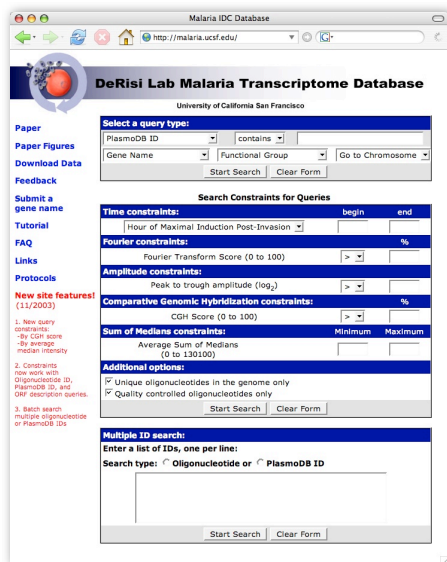 Malaria IDC Database
http://malaria.ucsf.edu/
G
DeRisi Lab Malaria Transcriptome Database
University of California San Francisco
Paper
Paper Figures
Download Data
Feedback
Submit a
gene name
Tutorial
FAQ
Links
Protocols
New site features!
(11/2003)
1. New query
constraints:
-By CGH score
-By average
median intensity
2. Constraints
now work with
Oligonucleotide ID,
PlasmoDB ID, and
ORF description queries.
3. Batch search
multiple oligonucleotide
or PlasmoDB IDs
Select a query type:
PlasmoDB ID contains
Gene Name Functional Group Go to Chromosome
Start Search Clear Form
Search Constraints for Queries
Time constraints: begin end
Hour of Maximal Induction Post-Invasion
Fourier constraints: %
Fourier Transform Score (0 to 100) >
Amplitude constraints:
Peak to trough amplitude (log2) >
Comparative Genomic Hybridization constraints: %
CGH Score (0 to 100) >
Sum of Medians constraints: Minimum Maximum
Average Sum of Medians
(0 to 130100)
Additional options:
Unique oligonucleotides in the genome only
Quality controlled oligonucleotides only
Start Search Clear Form
Multiple ID search:
Enter a list of IDs, one per line:
Search type: Oligonucleotide or PlasmoDB ID
Start Search Clear Form